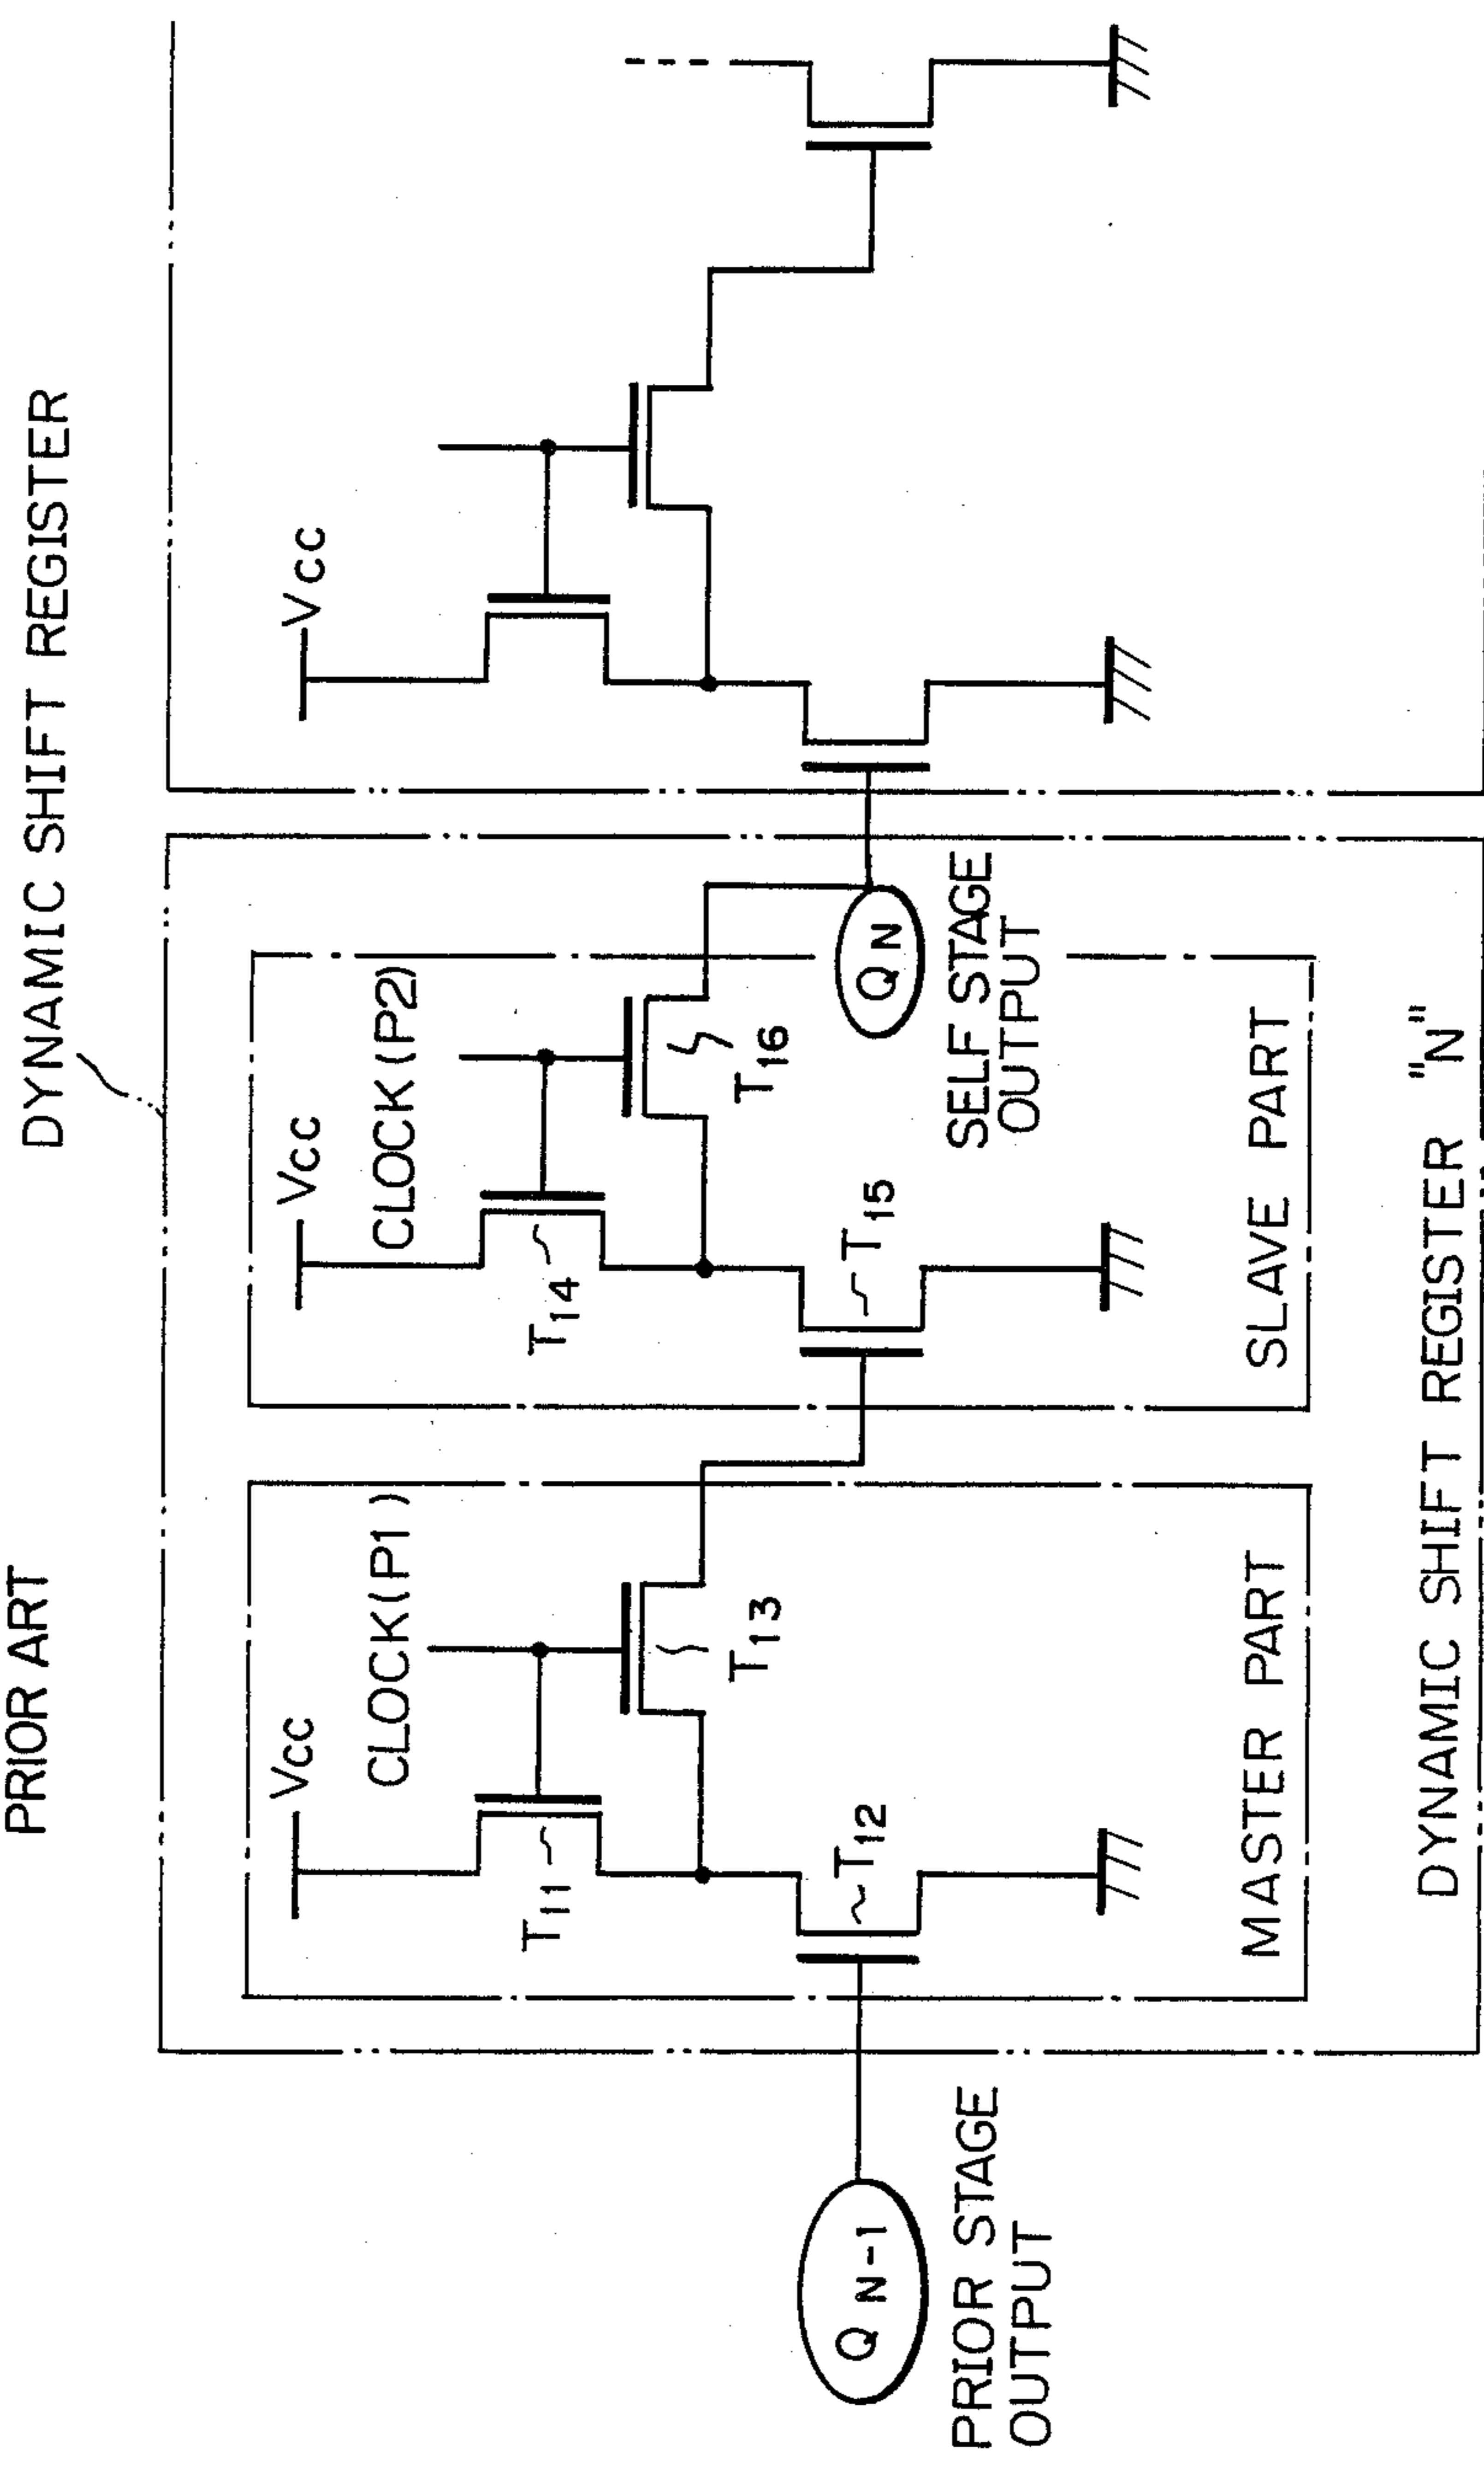 PRIOR ART
DYNAMIC SHIFT REGISTER
Vcc
CLOCK(P1)
T11
T13
T12
MASTER PART
Vcc
CLOCK(P2)
T14
T16
T15
SLAVE PART
Vcc
QN-1
PRIOR STAGE
OUTPUT
QN
SELF STAGE
OUTPUT
DYNAMIC SHIFT REGISTER "N"